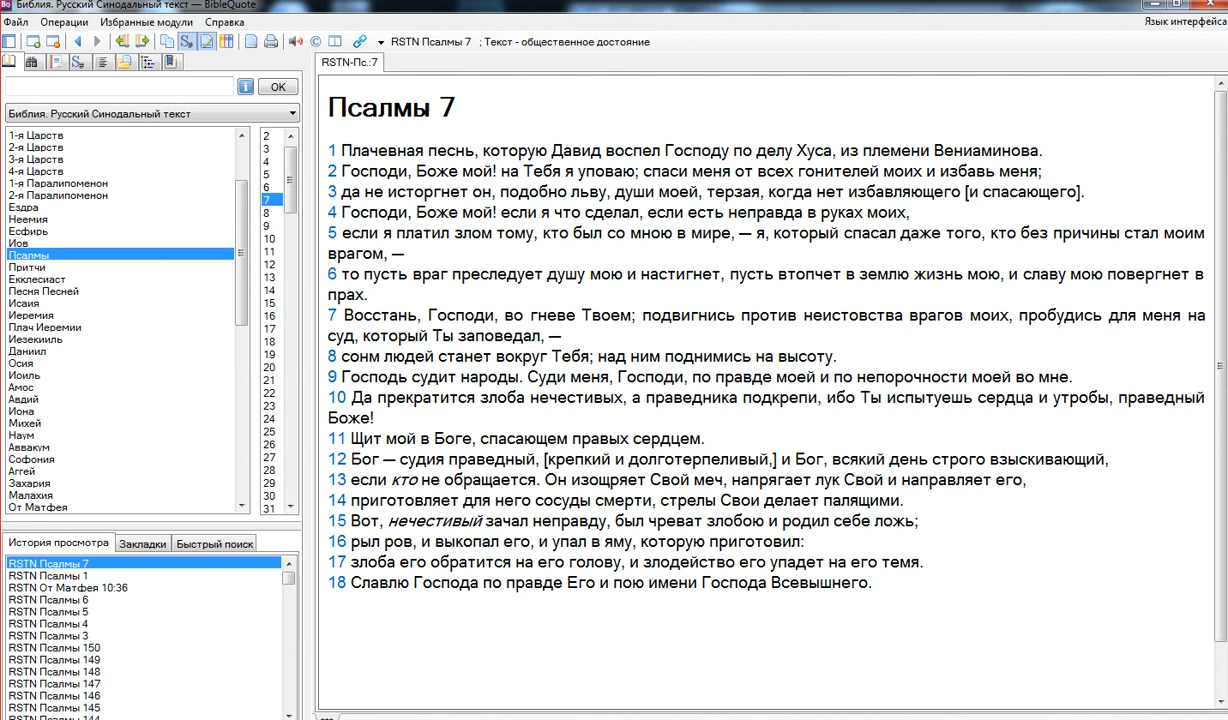 Библия. Русский Синодальный текст — BibleQuote
Файл Операции Избранные модули Справка Язык интерфейса
RSTN Псалмы 7 ; Текст - общественное достояние
RSTN-Пс.:7
OK
Библия. Русский Синодальный текст
1-я Царств
2-я Царств
3-я Царств
4-я Царств
1-я Паралипоменон
2-я Паралипоменон
Ездра
Неемия
Есфирь
Иов
Псалмы
Притчи
Екклесиаст
Песня Песней
Исаия
Иеремия
Плач Иеремии
Иезекииль
Даниил
Осия
Иоиль
Амос
Авдий
Иона
Михей
Наум
Аввакум
Софония
Аггей
Захария
Малахия
От Матфея
2
3
4
5
6
7
8
9
10
11
12
13
14
15
16
17
18
19
20
21
22
23
24
25
26
27
28
29
30
31
История просмотра Закладки Быстрый поиск
RSTN Псалмы 7
RSTN Псалмы 1
RSTN От Матфея 10:36
RSTN Псалмы 6
RSTN Псалмы 5
RSTN Псалмы 4
RSTN Псалмы 3
RSTN Псалмы 150
RSTN Псалмы 149
RSTN Псалмы 148
RSTN Псалмы 147
RSTN Псалмы 146
RSTN Псалмы 145
RSTN Псалмы 144
Псалмы 7
1 Плачевная песнь, которую Давид воспел Господу по делу Хуса, из племени Вениаминова.
2 Господи, Боже мой! на Тебя я уповаю; спаси меня от всех гонителей моих и избавь меня;
3 да не исторгнет он, подобно льву, души моей, терзая, когда нет избавляющего [и спасающего].
4 Господи, Боже мой! если я что сделал, если есть неправда в руках моих,
5 если я платил злом тому, кто был со мною в мире, — я, который спасал даже того, кто без причины стал моим
врагом, —
6 то пусть враг преследует душу мою и настигнет, пусть втопчет в землю жизнь мою, и славу мою повергнет в
прах.
7 Восстань, Господи, во гневе Твоем; подвигнись против неистовства врагов моих, пробудись для меня на
суд, который Ты заповедал, —
8 сонм людей станет вокруг Тебя; над ним поднимись на высоту.
9 Господь судит народы. Суди меня, Господи, по правде моей и по непорочности моей во мне.
10 Да прекратится злоба нечестивых, а праведника подкрепи, ибо Ты испытуешь сердца и утробы, праведный
Боже!
11 Щит мой в Боге, спасающем правых сердцем.
12 Бог — судия праведный, [крепкий и долготерпеливый,] и Бог, всякий день строго взыскивающий,
13 если кто не обращается. Он изощряет Свой меч, напрягает лук Свой и направляет его,
14 приготовляет для него сосуды смерти, стрелы Свои делает палящими.
15 Вот, нечестивый зачал неправду, был чреват злобою и родил себе ложь;
16 рыл ров, и выкопал его, и упал в яму, которую приготовил:
17 злоба его обратится на его голову, и злодейство его упадет на его темя.
18 Славлю Господа по правде Его и пою имени Господа Всевышнего.